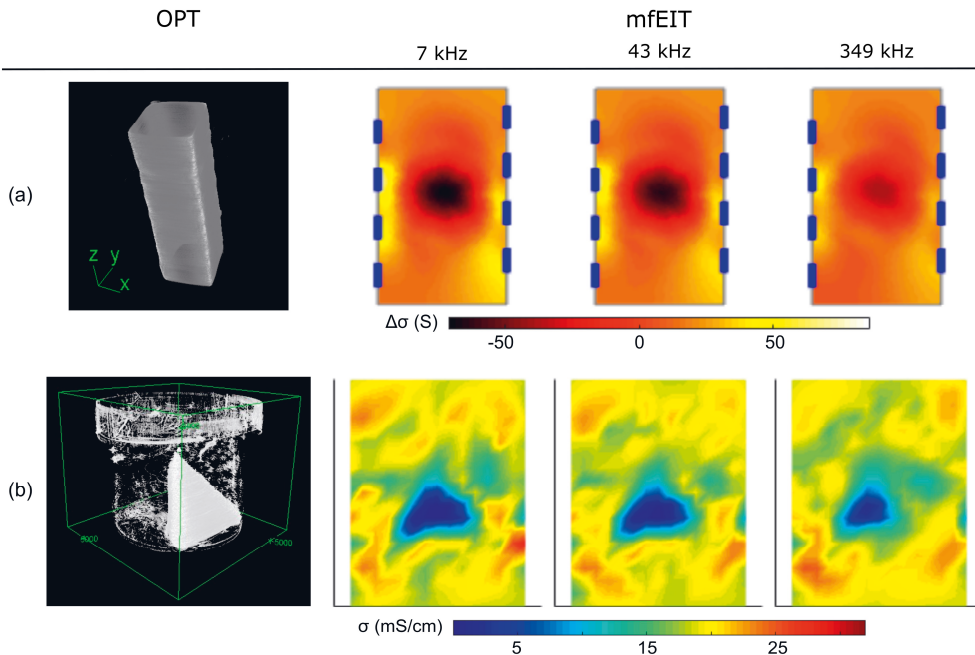 OPT
mfEIT
7 kHz
43 kHz
349 kHz
(a)
z
y
x
Δσ (S)
-50
0
50
(b)
5
15
25
σ (mS/cm)